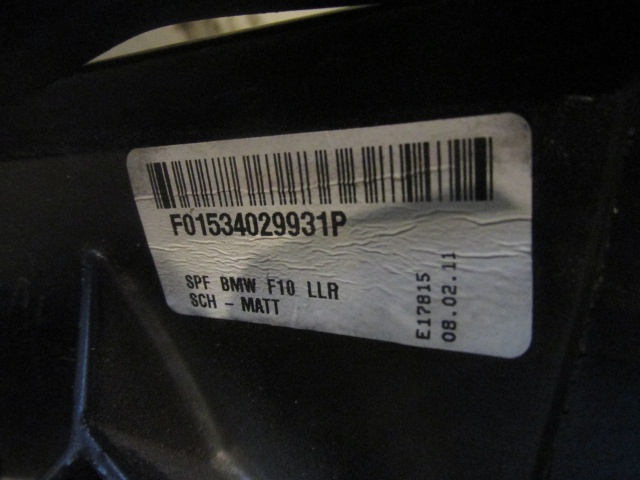 F01534029931P
SPF BMW F10 LLR
SCH - MATT
E17815
08.02.11